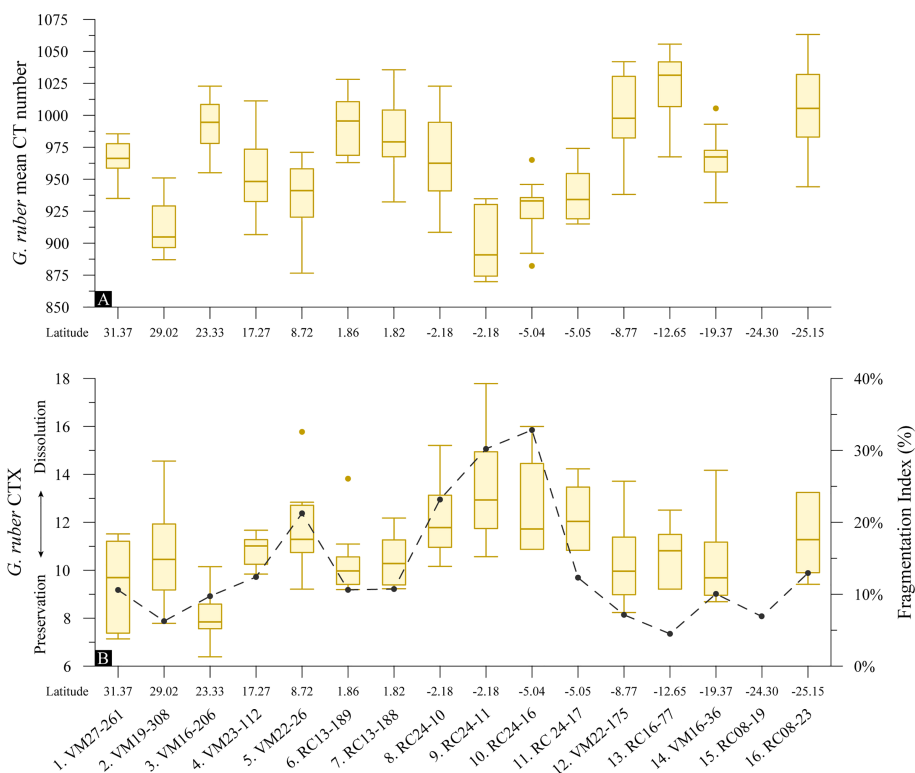 G. ruber mean CT number
1075
1050
1025
1000
975
950
925
900
875
850
A
Latitude 31.37 29.02 23.33 17.27 8.72 1.86 1.82 -2.18 -2.18 -5.04 -5.05 -8.77 -12.65 -19.37 -24.30 -25.15
G. ruber CTX
Preservation
Dissolution
18
16
14
12
10
8
6
B
40%
30%
20%
10%
0%
Fragmentation Index (%)
Latitude 31.37 29.02 23.33 17.27 8.72 1.86 1.82 -2.18 -2.18 -5.04 -5.05 -8.77 -12.65 -19.37 -24.30 -25.15
1. VM27-261
2. VM19-308
3. VM16-206
4. VM23-112
5. VM22-26
6. RC13-189
7. RC13-188
8. RC24-10
9. RC24-11
10. RC24-16
11. RC24-17
12. VM22-175
13. RC16-77
14. VM16-36
15. RC08-19
16. RC08-23